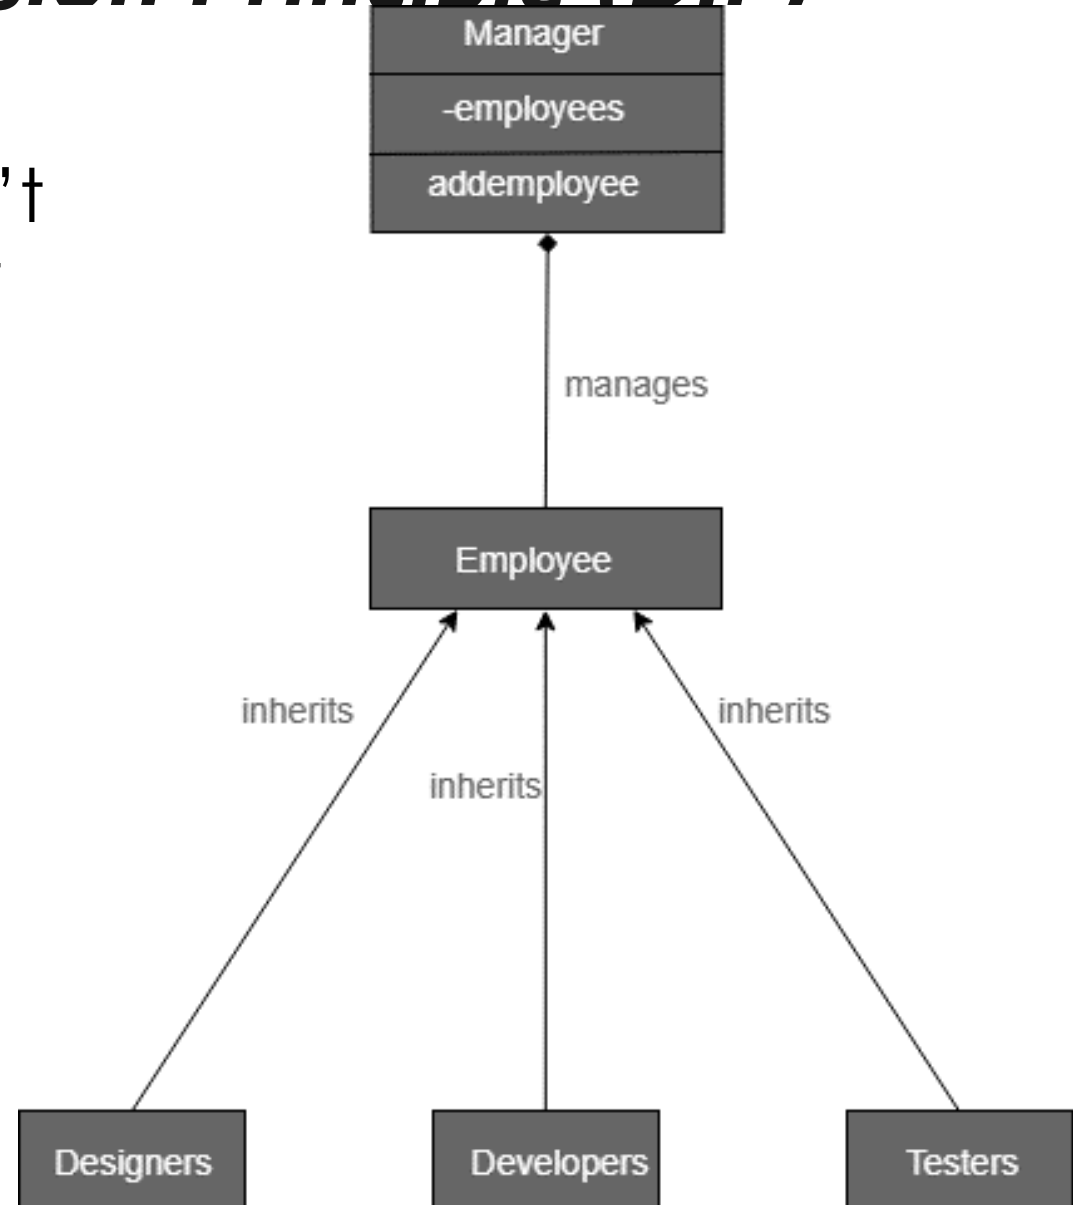 Manager
-employees
addemployee
manages
Employee
inherits
inherits
inherits
Designers
Developers
Testers